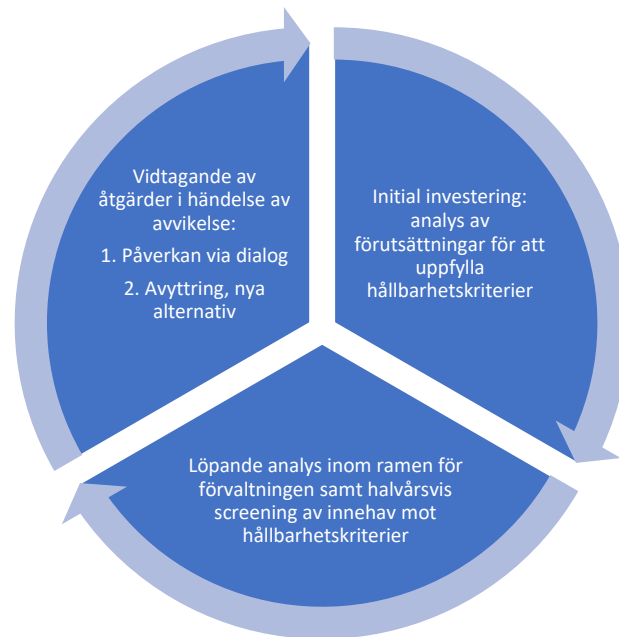 Vidtagande av
åtgärder i händelse av
avvikelse:
1. Påverkan via dialog
2. Avyttring, nya
alternativ
Initial investering:
analys av
förutsättningar för att
uppfylla
hållbarhetskriterier
Löpande analys inom ramen för
förvaltningen samt halvårsvis
screening av innehav mot
hållbarhetskriterier